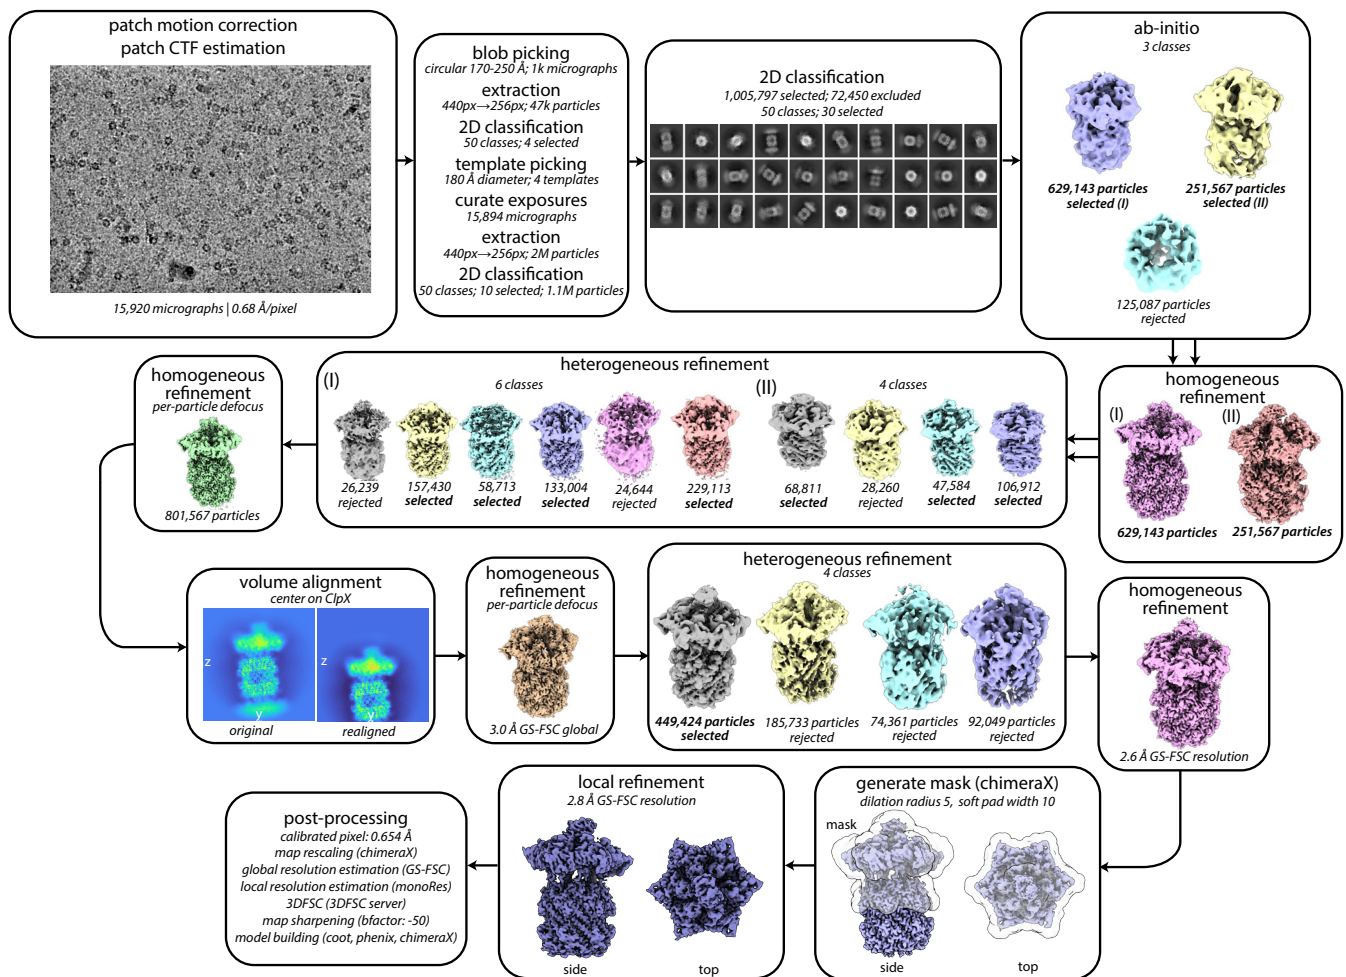 patch motion correction
patch CTF estimation
15,920 micrographs | 0.68 Å/pixel
blob picking
circular 170-250 Å; 1k micrographs
extraction
440px→256px; 47k particles
2D classification
50 classes; 4 selected
template picking
180 Å diameter; 4 templates
curate exposures
15,894 micrographs
extraction
440px→256px; 2M particles
2D classification
50 classes; 10 selected; 1.1M particles
2D classification
1,005,797 selected; 72,450 excluded
50 classes; 30 selected
ab-initio
3 classes
629,143 particles
selected (I)
251,567 particles
selected (II)
125,087 particles
rejected
homogeneous
refinement
(I)
(II)
629,143 particles
251,567 particles
heterogeneous refinement
(I)
6 classes
26,239
rejected
157,430
selected
58,713
selected
133,004
selected
24,644
rejected
229,113
selected
(II)
4 classes
68,811
selected
28,260
rejected
47,584
selected
106,912
selected
homogeneous
refinement
per-particle defocus
801,567 particles
volume alignment
center on ClpX
z
y
original
z
y
realigned
homogeneous
refinement
per-particle defocus
3.0 Å GS-FSC global
heterogeneous refinement
4 classes
449,424 particles
selected
185,733 particles
rejected
74,361 particles
rejected
92,049 particles
rejected
homogeneous
refinement
2.6 Å GS-FSC resolution
generate mask (chimeraX)
dilation radius 5, soft pad width 10
mask
side
top
local refinement
2.8 Å GS-FSC resolution
side
top
post-processing
calibrated pixel: 0.654 Å
map rescaling (chimeraX)
global resolution estimation (GS-FSC)
local resolution estimation (monoRes)
3DFSC (3DFSC server)
map sharpening (bfactor: -50)
model building (coot, phenix, chimeraX)